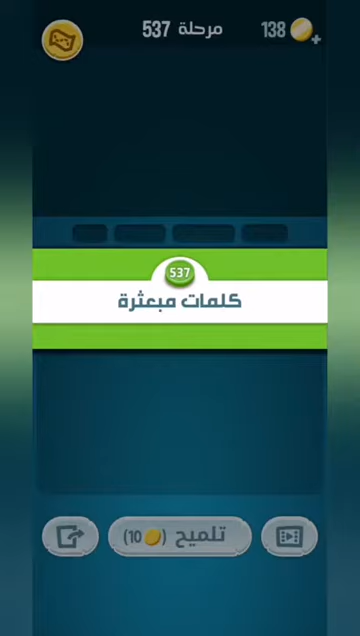 مرحلة 537
138
537
كلمات مبعثرة
تلميح (10)